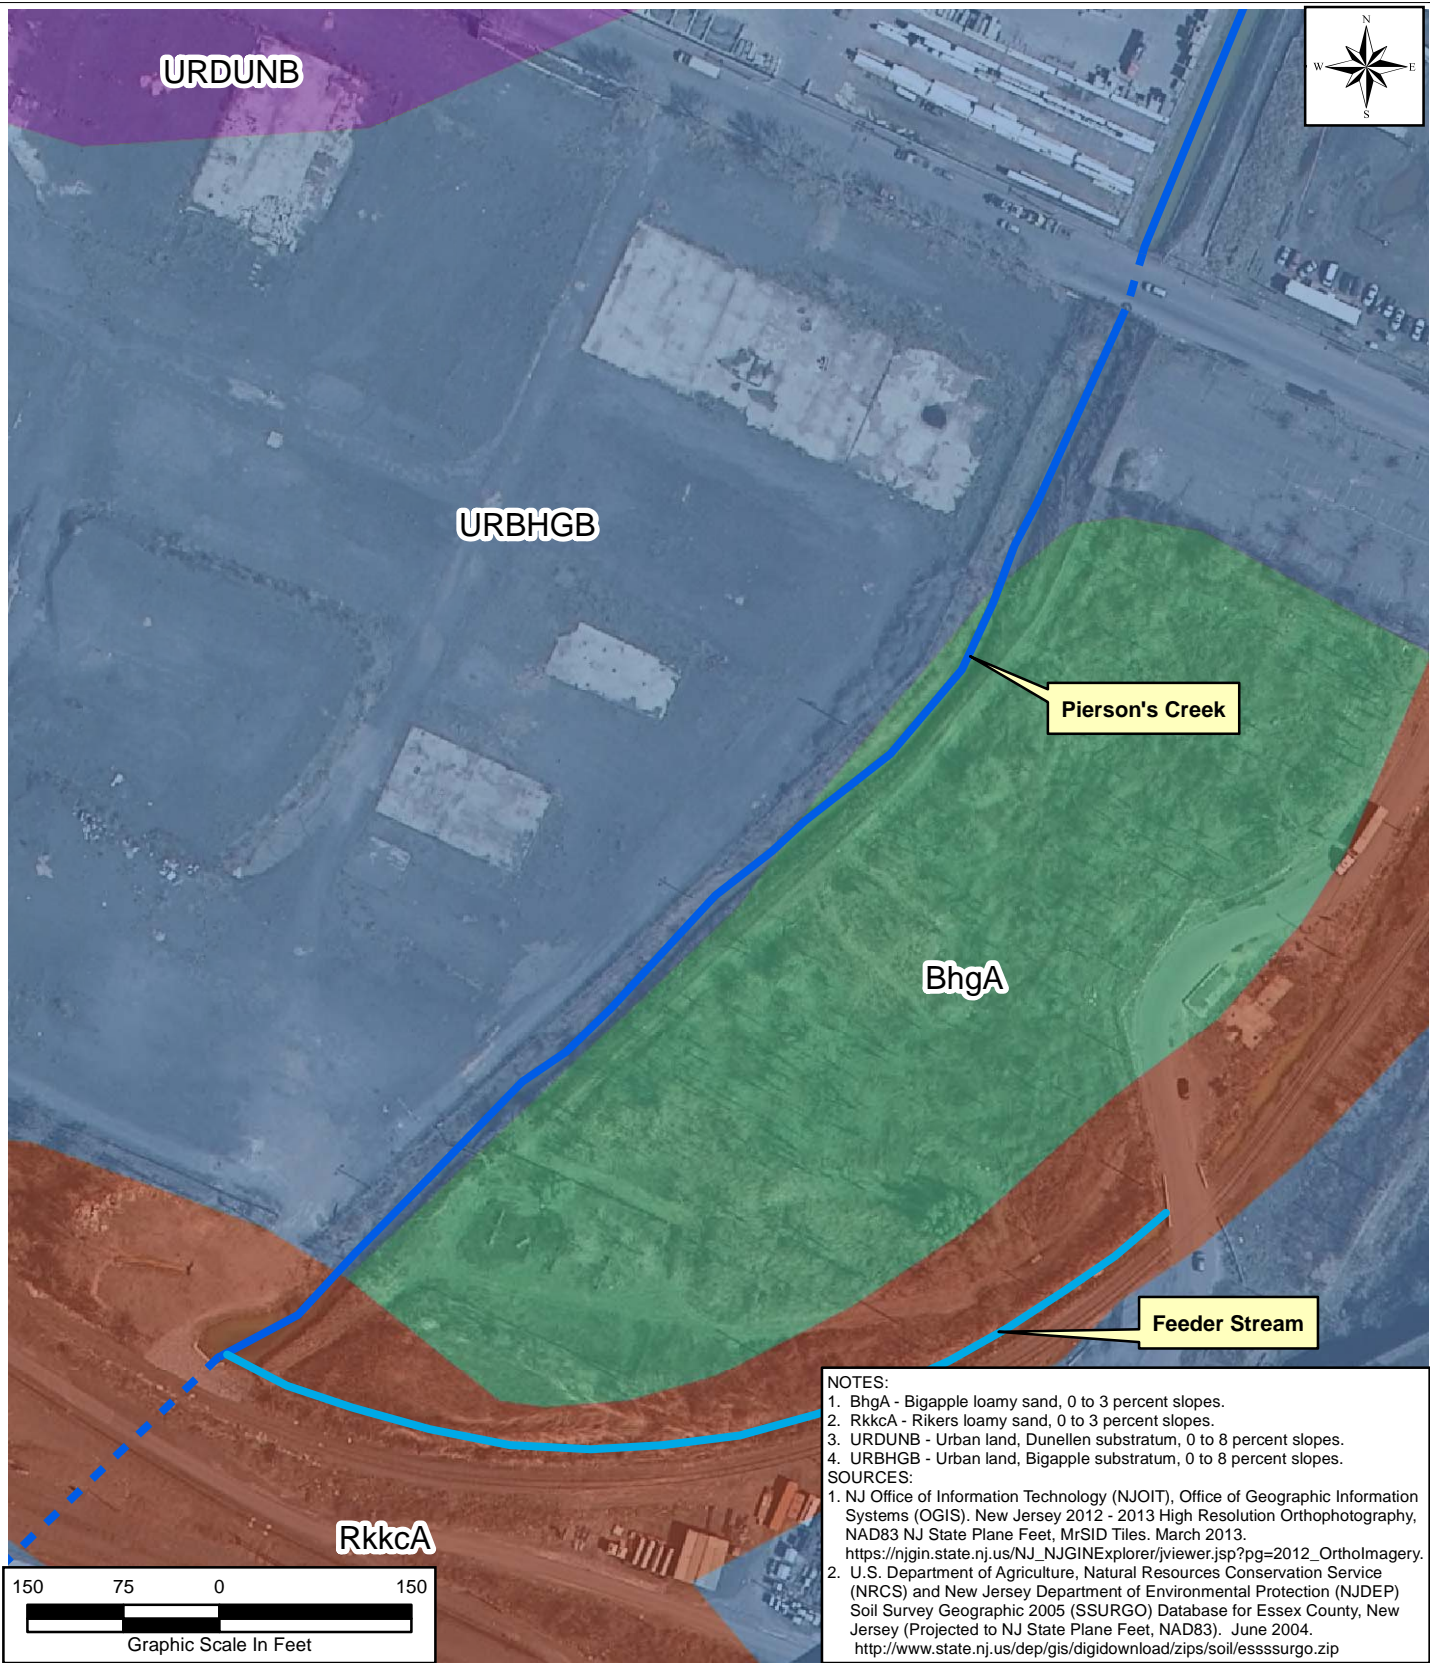 URDUNB
N
W E
S
URBHGB
Pierson's Creek
BhgA
Feeder Stream
RkkcA
NOTES:
1. BhgA - Bigapple loamy sand, 0 to 3 percent slopes.
2. RkkcA - Rikers loamy sand, 0 to 3 percent slopes.
3. URDUNB - Urban land, Dunellen substratum, 0 to 8 percent slopes.
4. URBHGB - Urban land, Bigapple substratum, 0 to 8 percent slopes.
SOURCES:
1. NJ Office of Information Technology (NJOIT), Office of Geographic Information
Systems (OGIS). New Jersey 2012 - 2013 High Resolution Orthophotography,
NAD83 NJ State Plane Feet, MrSID Tiles. March 2013.
https://njgin.state.nj.us/NJ_NJGINExplorer/jviewer.jsp?pg=2012_OrthoImagery.
2. U.S. Department of Agriculture, Natural Resources Conservation Service
(NRCS) and New Jersey Department of Environmental Protection (NJDEP)
Soil Survey Geographic 2005 (SSURGO) Database for Essex County, New
Jersey (Projected to NJ State Plane Feet, NAD83). June 2004.
http://www.state.nj.us/dep/gis/digidownload/zips/soil/essssurgo.zip
150 75 0 150
Graphic Scale In Feet